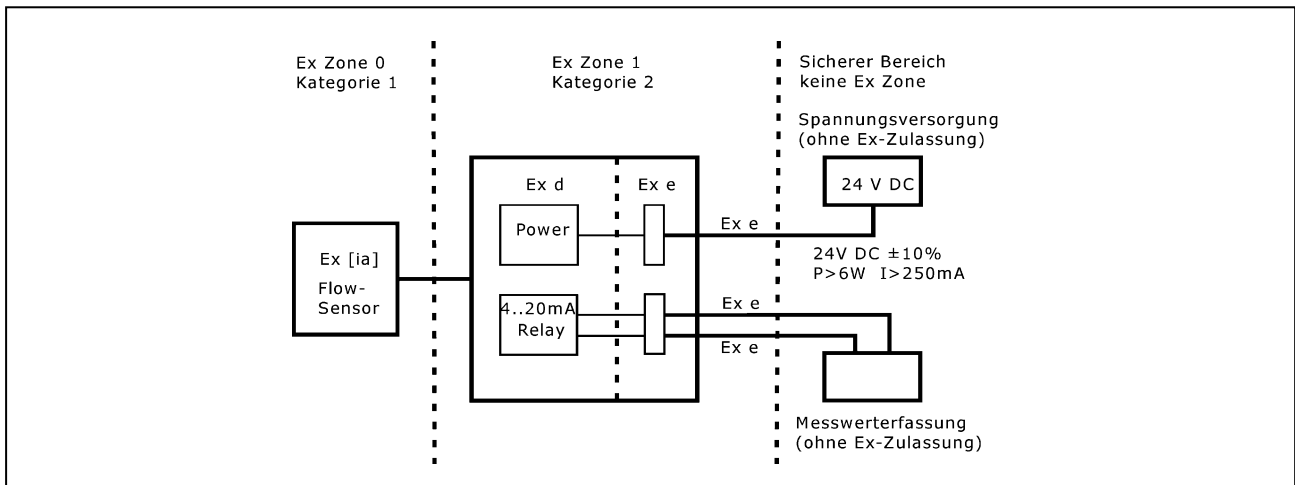 Ex Zone 0
Kategorie 1
Ex Zone 1
Kategorie 2
Sicherer Bereich
keine Ex Zone
Spannungsversorgung
(ohne Ex-Zulassung)
24 V DC
Ex d
Ex e
Power
Ex e
24V DC ±10%
P>6W I>250mA
Ex [ia]
Flow-
Sensor
4..20mA
Relay
Ex e
Ex e
Messwerterfassung
(ohne Ex-Zulassung)